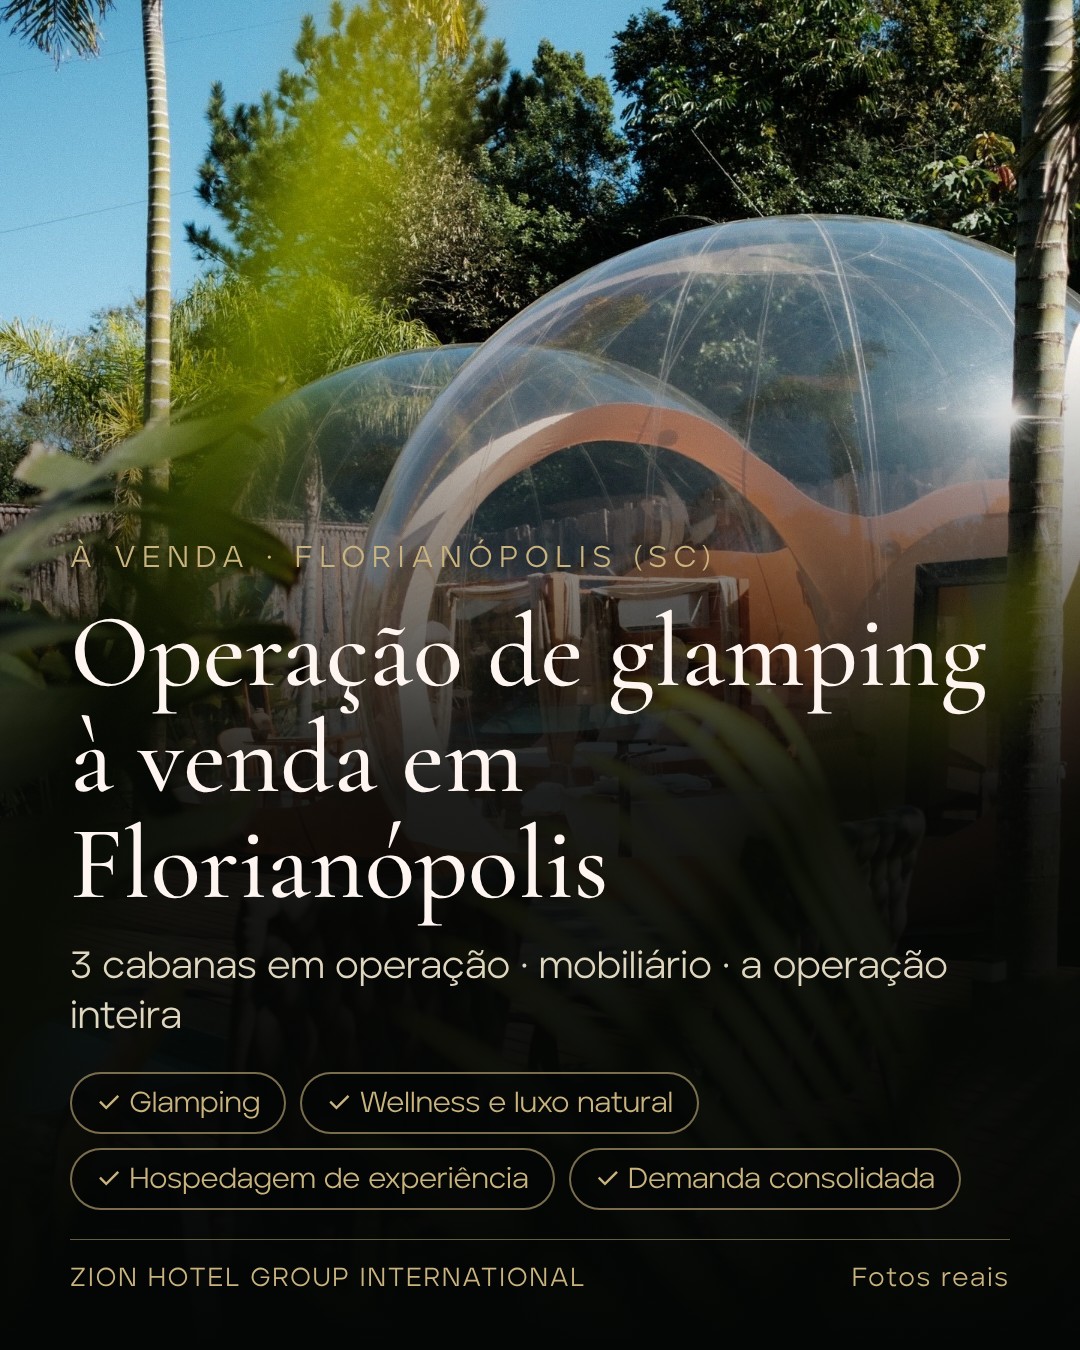 À VENDA · FLORIANÓPOLIS (SC)
Operação de glamping
à venda em
Florianópolis
3 cabanas em operação · mobiliário · a operação
inteira
✓ Glamping
✓ Wellness e luxo natural
✓ Hospedagem de experiência
✓ Demanda consolidada
ZION HOTEL GROUP INTERNATIONAL
Fotos reais